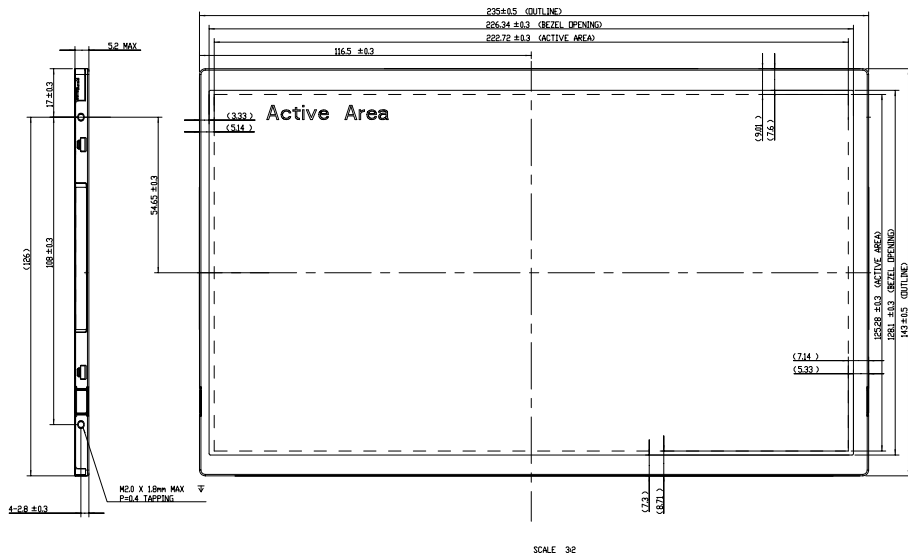 235±0.5 (OUTLINE)
226.34 ±0.3 (BEZEL OPENING)
222.72 ±0.3 (ACTIVE AREA)
116.5 ±0.3
5.2 MAX
17±0.3
(3.33 )
(5.14 )
Active Area
(9.01 )
(7.6 )
54.65 ±0.3
(126)
108 ±0.3
125.28 ±0.3 (ACTIVE AREA)
128.1 ±0.3 (BEZEL OPENING)
143±0.5 (OUTLINE)
(7.14 )
(5.33 )
M2.0 X 1.8mm MAX
P=0.4 TAPPING
4-2.8 ±0.3
(7.3 )
(8.71 )
SCALE 3:2